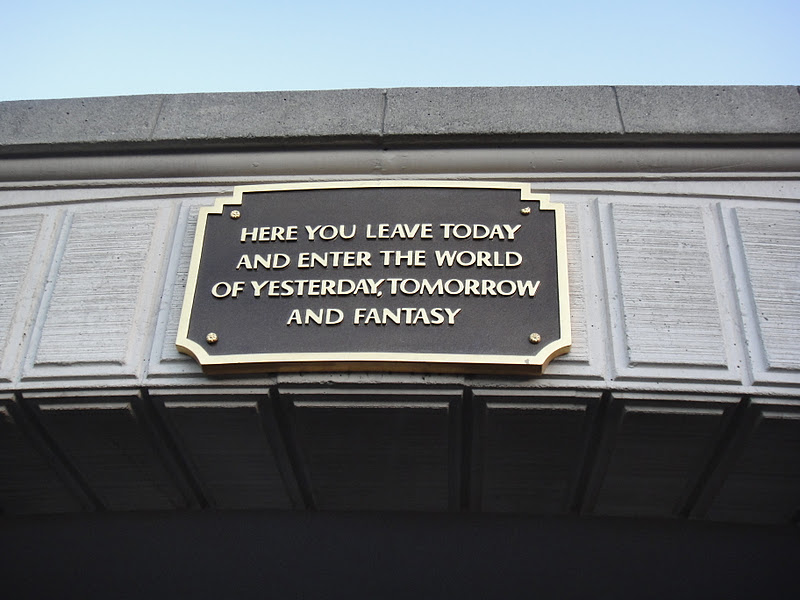 HERE YOU LEAVE TODAY
AND ENTER THE WORLD
OF YESTERDAY, TOMORROW
AND FANTASY